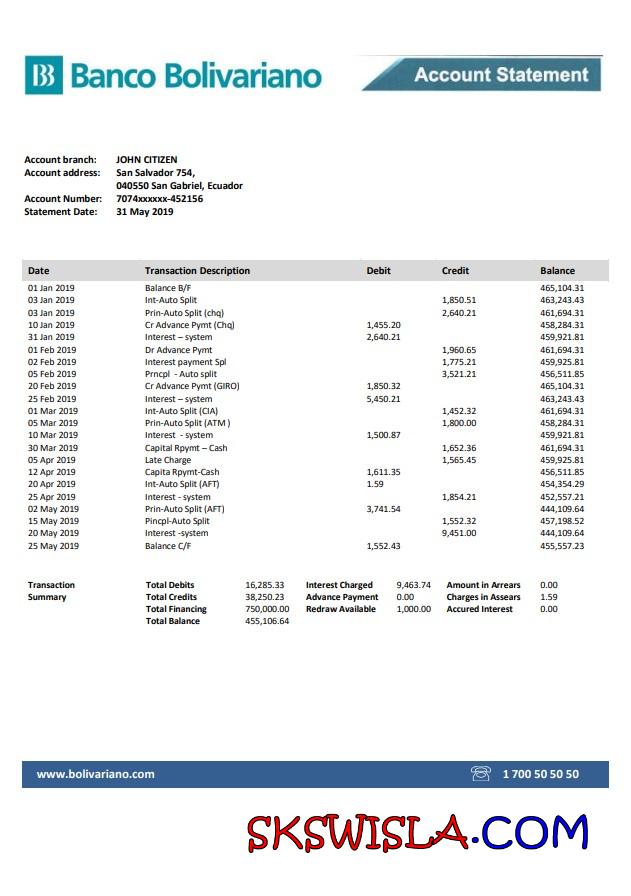 Banco Bolivariano
Account Statement
Account branch: JOHN CITIZEN
Account address: San Salvador 754,
040550 San Gabriel, Ecuador
Account Number: 7074xxxxxx-452156
Statement Date: 31 May 2019
Date Transaction Description Debit Credit Balance
01 Jan 2019 Balance B/F 465,104.31
03 Jan 2019 Int-Auto Split 1,850.51 463,243.43
03 Jan 2019 Prin-Auto Split (chq) 2,640.21 461,694.31
10 Jan 2019 Cr Advance Pymt (Chq) 1,455.20 458,284.31
31 Jan 2019 Interest – system 2,640.21 459,921.81
01 Feb 2019 Dr Advance Pymt 1,960.65 461,694.31
02 Feb 2019 Interest payment Spl 1,775.21 459,925.81
05 Feb 2019 Prncpl - Auto split 3,521.21 456,511.85
20 Feb 2019 Cr Advance Pymt (GIRO) 1,850.32 465,104.31
25 Feb 2019 Interest – system 5,450.21 463,243.43
01 Mar 2019 Int-Auto Split (CIA) 1,452.32 461,694.31
05 Mar 2019 Prin-Auto Split (ATM ) 1,800.00 458,284.31
10 Mar 2019 Interest - system 1,500.87 459,921.81
30 Mar 2019 Capital Rpymt – Cash 1,652.36 461,694.31
05 Apr 2019 Late Charge 1,565.45 459,925.81
12 Apr 2019 Capita Rpymt-Cash 1,611.35 456,511.85
20 Apr 2019 Int-Auto Split (AFT) 1.59 454,354.29
25 Apr 2019 Interest - system 1,854.21 452,557.21
02 May 2019 Prin-Auto Split (AFT) 3,741.54 444,109.64
15 May 2019 Pincpl-Auto Split 1,552.32 457,198.52
20 May 2019 Interest -system 9,451.00 444,109.64
25 May 2019 Balance C/F 1,552.43 455,557.23
Transaction Total Debits 16,285.33 Interest Charged 9,463.74 Amount in Arrears 0.00
Summary Total Credits 38,250.23 Advance Payment 0.00 Charges in Assears 1.59
Total Financing 750,000.00 Redraw Available 1,000.00 Accured Interest 0.00
Total Balance 455,106.64
www.bolivariano.com 1 700 50 50 50
SKSWISLA.COM